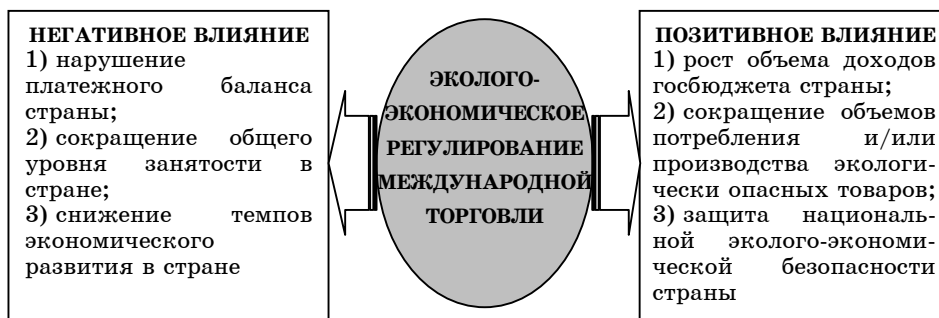 НЕГАТИВНОЕ ВЛИЯНИЕ
1) нарушение
платежного баланса
страны;
2) сокращение общего
уровня занятости в
стране;
3) снижение темпов
экономического
развития в стране
ЭКОЛОГО-
ЭКОНОМИЧЕСКОЕ
РЕГУЛИРОВАНИЕ
МЕЖДУНАРОДНОЙ
ТОРГОВЛИ
ПОЗИТИВНОЕ ВЛИЯНИЕ
1) рост объема доходов
госбюджета страны;
2) сокращение объемов
потребления и/или
производства экологи-
чески опасных товаров;
3) защита националь-
ной эколого-экономи-
ческой безопасности
страны